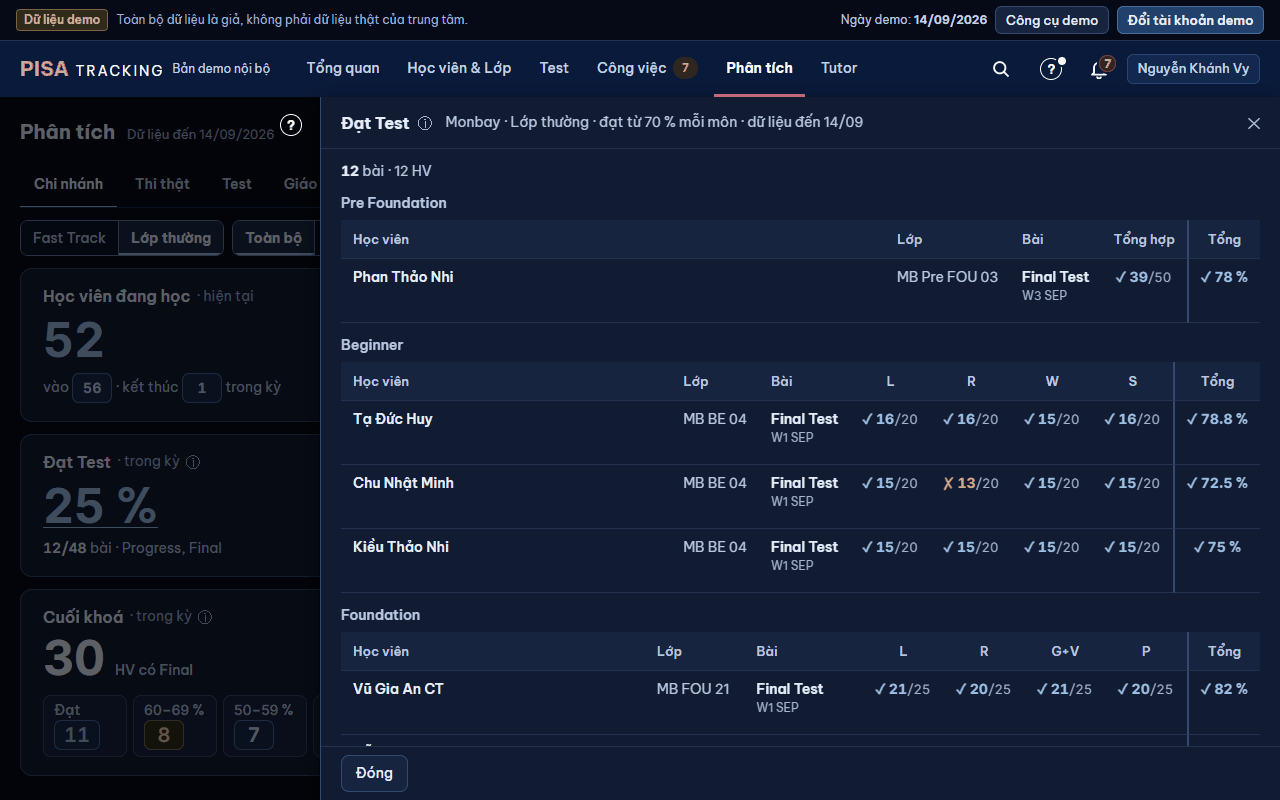 Dữ liệu demo Toàn bộ dữ liệu là giả, không phải dữ liệu thật của trung tâm. Ngày demo: 14/09/2026 Công cụ demo Đổi tài khoản demo
PISA TRACKING Bản demo nội bộ Tổng quan Học viên & Lớp Test Công việc 7 Phân tích Tutor ? 7 Nguyễn Khánh Vy
Phân tích Dữ liệu đến 14/09/2026 ?
Chi nhánh Thi thật Test Giáo
Fast Track Lớp thường Toàn bộ
Học viên đang học · hiện tại
52
vào 56 · kết thúc 1 trong kỳ
Đạt Test · trong kỳ ⓘ
25 %
12/48 bài · Progress, Final
Cuối khoá · trong kỳ ⓘ
30 HV có Final
Đạt 60–69 % 50–59 %
11 8 7
Đạt Test ⓘ Monbay · Lớp thường · đạt từ 70 % mỗi môn · dữ liệu đến 14/09
12 bài · 12 HV
Pre Foundation
Học viên Lớp Bài Tổng hợp Tổng
Phan Thảo Nhi MB Pre FOU 03 Final Test ✓ 39/50 ✓ 78 %
W3 SEP
Beginner
Học viên Lớp Bài L R W S Tổng
Tạ Đức Huy MB BE 04 Final Test ✓ 16/20 ✓ 16/20 ✓ 15/20 ✓ 16/20 ✓ 78.8 %
W1 SEP
Chu Nhật Minh MB BE 04 Final Test ✓ 15/20 ✗ 13/20 ✓ 15/20 ✓ 15/20 ✓ 72.5 %
W1 SEP
Kiều Thảo Nhi MB BE 04 Final Test ✓ 15/20 ✓ 15/20 ✓ 15/20 ✓ 15/20 ✓ 75 %
W1 SEP
Foundation
Học viên Lớp Bài L R G+V P Tổng
Vũ Gia An CT MB FOU 21 Final Test ✓ 21/25 ✓ 20/25 ✓ 21/25 ✓ 20/25 ✓ 82 %
W1 SEP
Đóng